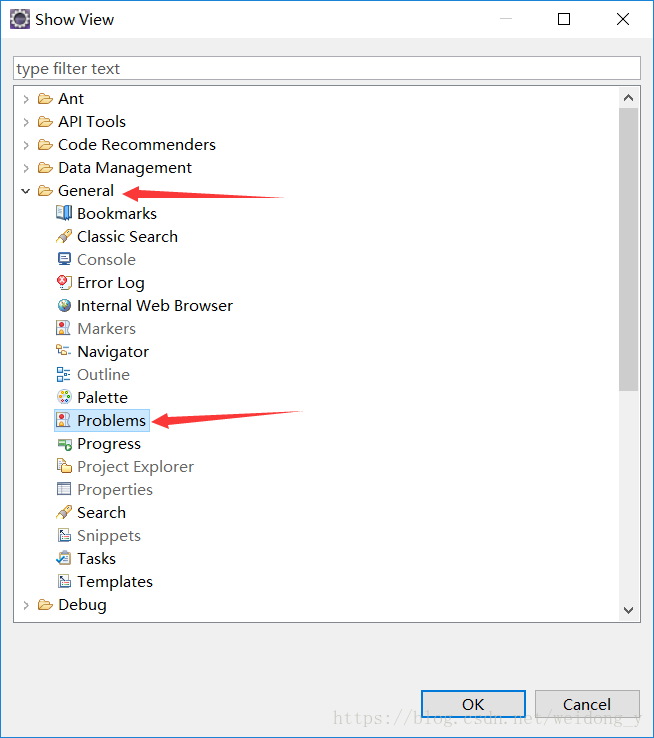 Show View
type filter text
Ant
API Tools
Code Recommenders
Data Management
General
Bookmarks
Classic Search
Console
Error Log
Internal Web Browser
Markers
Navigator
Outline
Palette
Problems
Progress
Project Explorer
Properties
Search
Snippets
Tasks
Templates
Debug
OK Cancel
https://blog.csdn.net/weidong_y